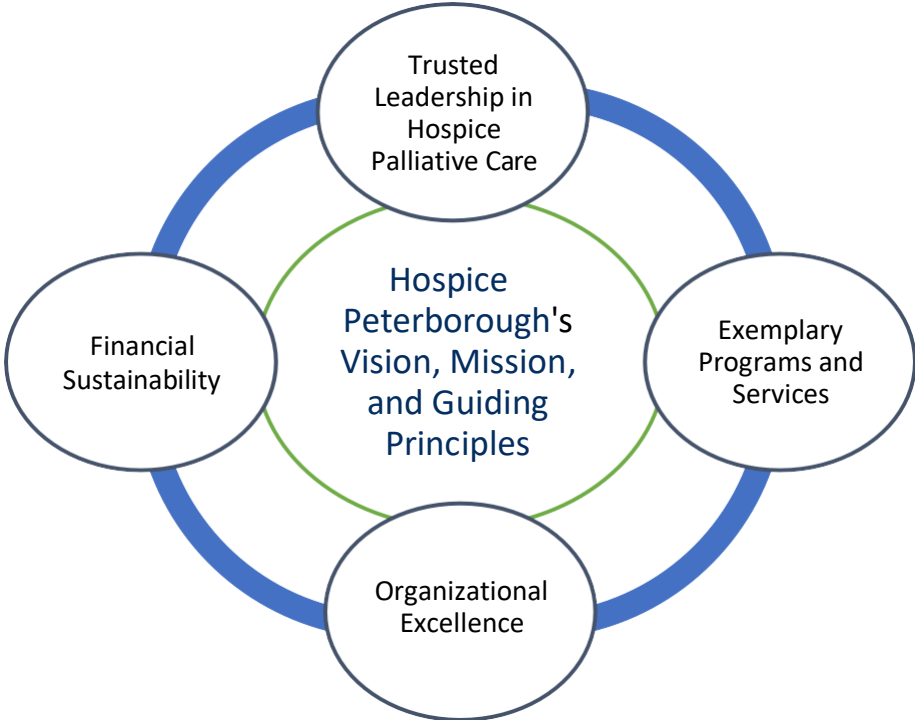 Trusted
Leadership in
Hospice
Palliative Care
Hospice
Peterborough's
Vision, Mission,
and Guiding
Principles
Financial
Sustainability
Exemplary
Programs and
Services
Organizational
Excellence